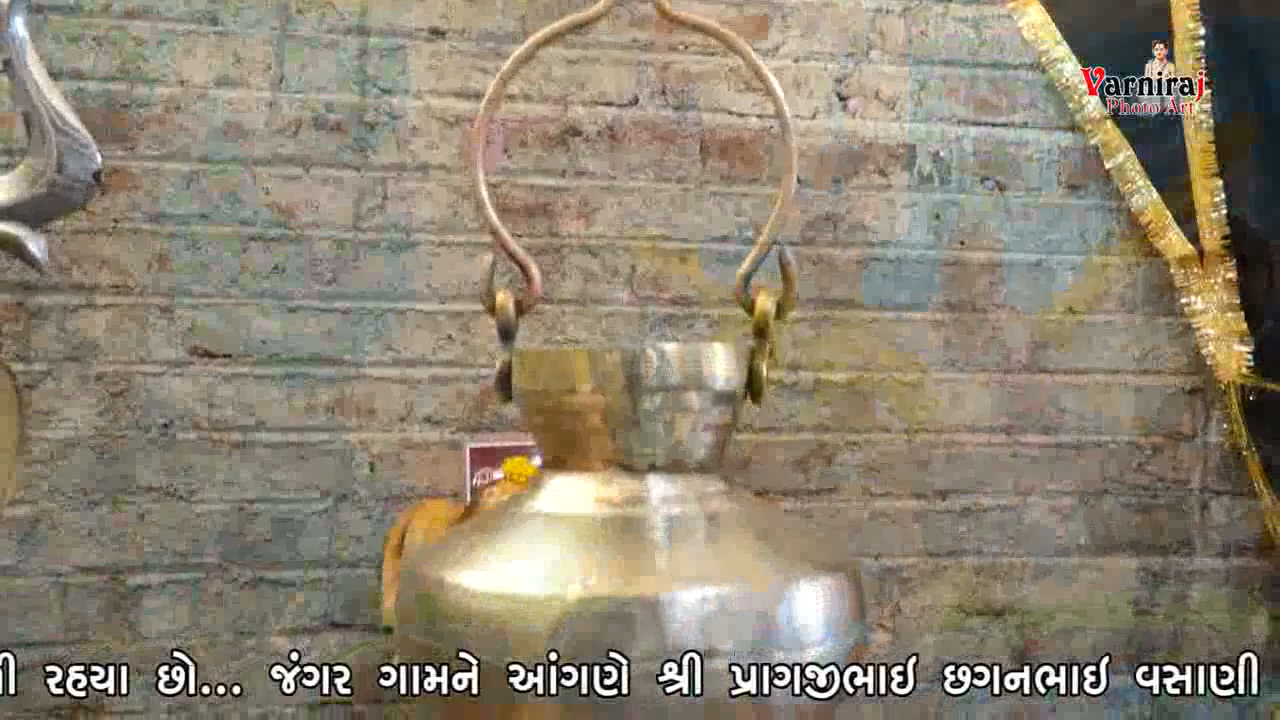 Varniraj
Photo Art
રહયા છો... જંગર ગામને આંગણે શ્રી પ્રાગજીભાઇ છગનભાઇ વસાણી